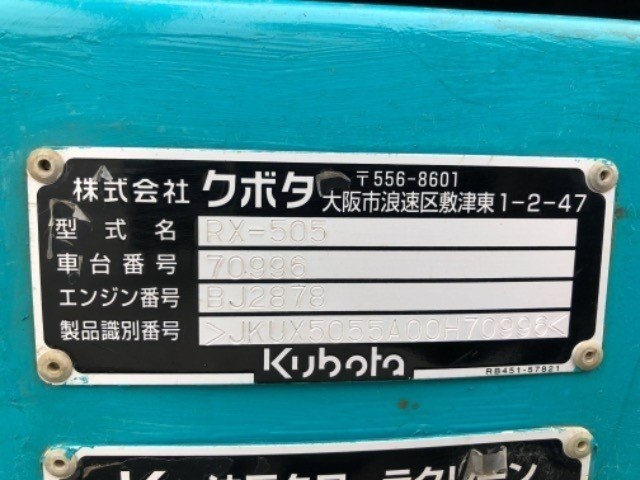 株式会社 クボタ 〒556-8601
大阪市浪速区敷津東1-2-47
型式名 RX-505
車台番号 70996
エンジン番号 BJ2878
製品識別番号 >JKUX5055A00H70996<
Kubota
RB451-57821